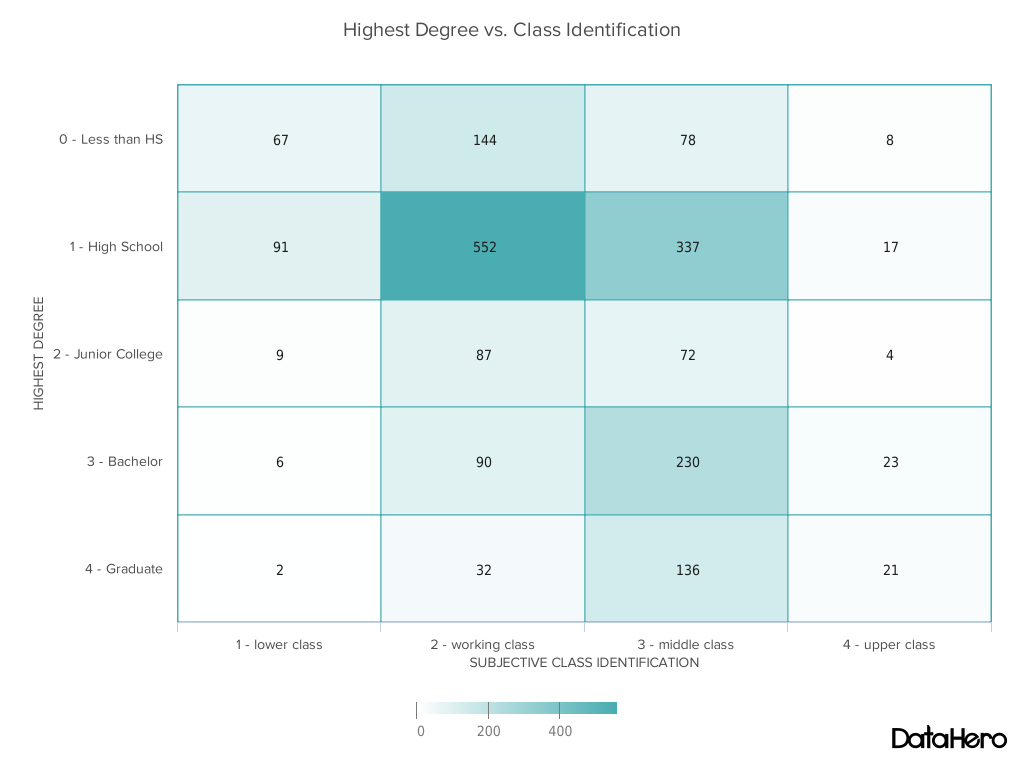 Highest Degree vs. Class Identification
0 - Less than HS 67 144 78 8
1 - High School 91 552 337 17
HIGHEST DEGREE
2 - Junior College 9 87 72 4
3 - Bachelor 6 90 230 23
4 - Graduate 2 32 136 21
1 - lower class 2 - working class 3 - middle class 4 - upper class
SUBJECTIVE CLASS IDENTIFICATION
0 200 400
DataHero